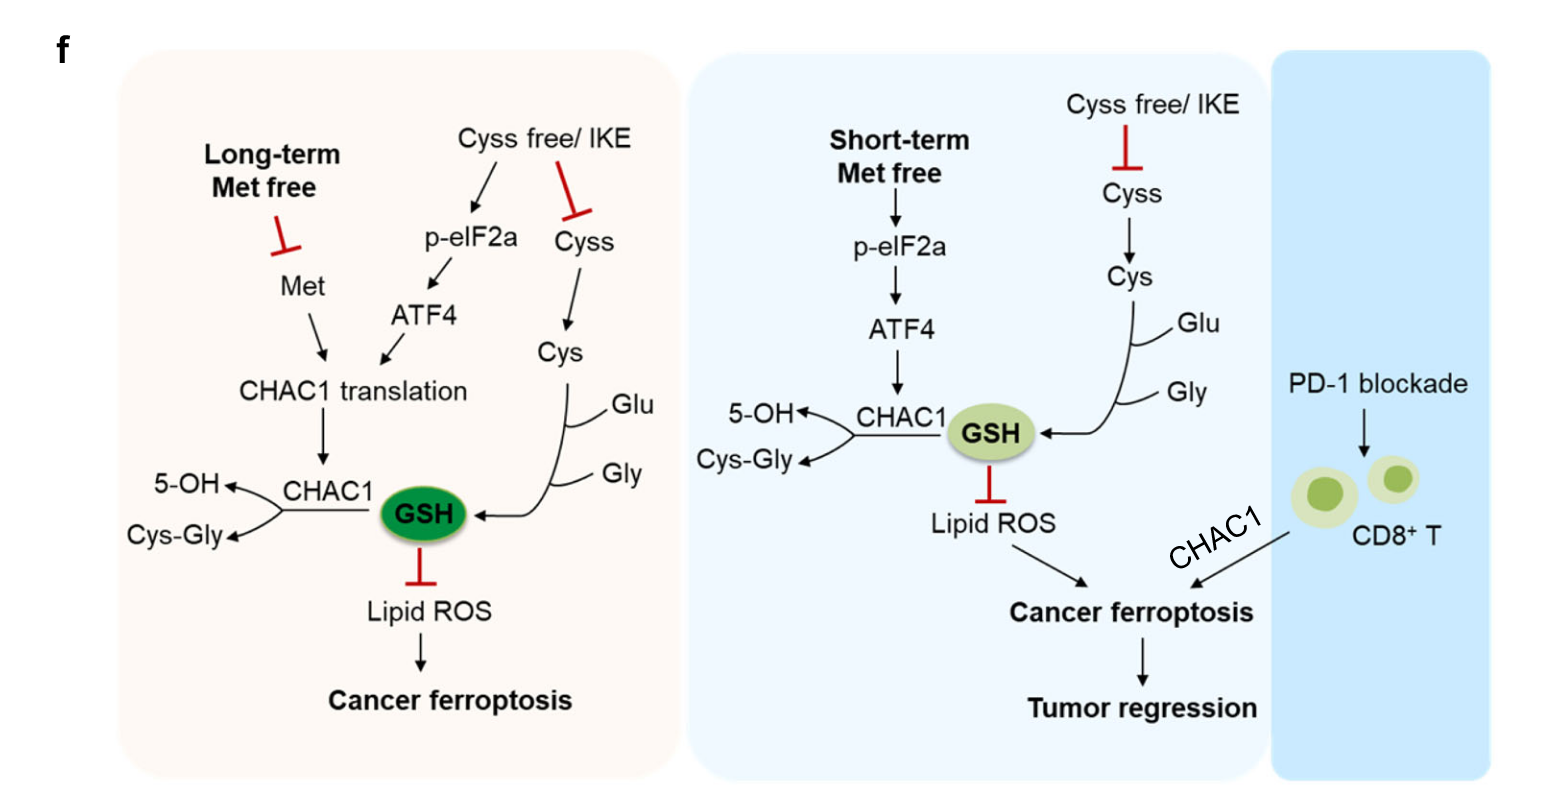 f
Long-term
Met free
Cyss free/ IKE
p-eIF2a
Cyss
Met
ATF4
Cys
CHAC1 translation
Glu
Gly
5-OH
CHAC1
GSH
Cys-Gly
Lipid ROS
Cancer ferroptosis
Short-term
Met free
Cyss free/ IKE
Cyss
p-eIF2a
Cys
ATF4
Glu
Gly
5-OH
CHAC1
GSH
Cys-Gly
Lipid ROS
CHAC1
Cancer ferroptosis
Tumor regression
PD-1 blockade
CD8⁺ T